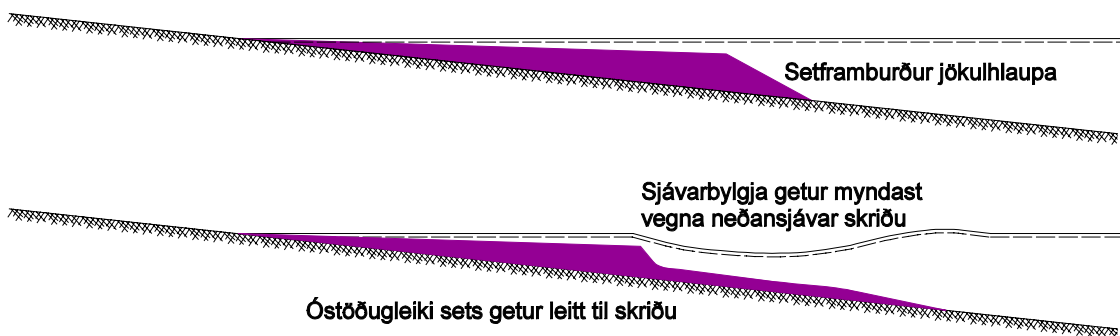 Setframburður jökulhlaupa
Sjávarbylgja getur myndast
vegna neðansjávar skriðu
Óstöðugleiki sets getur leitt til skriðu